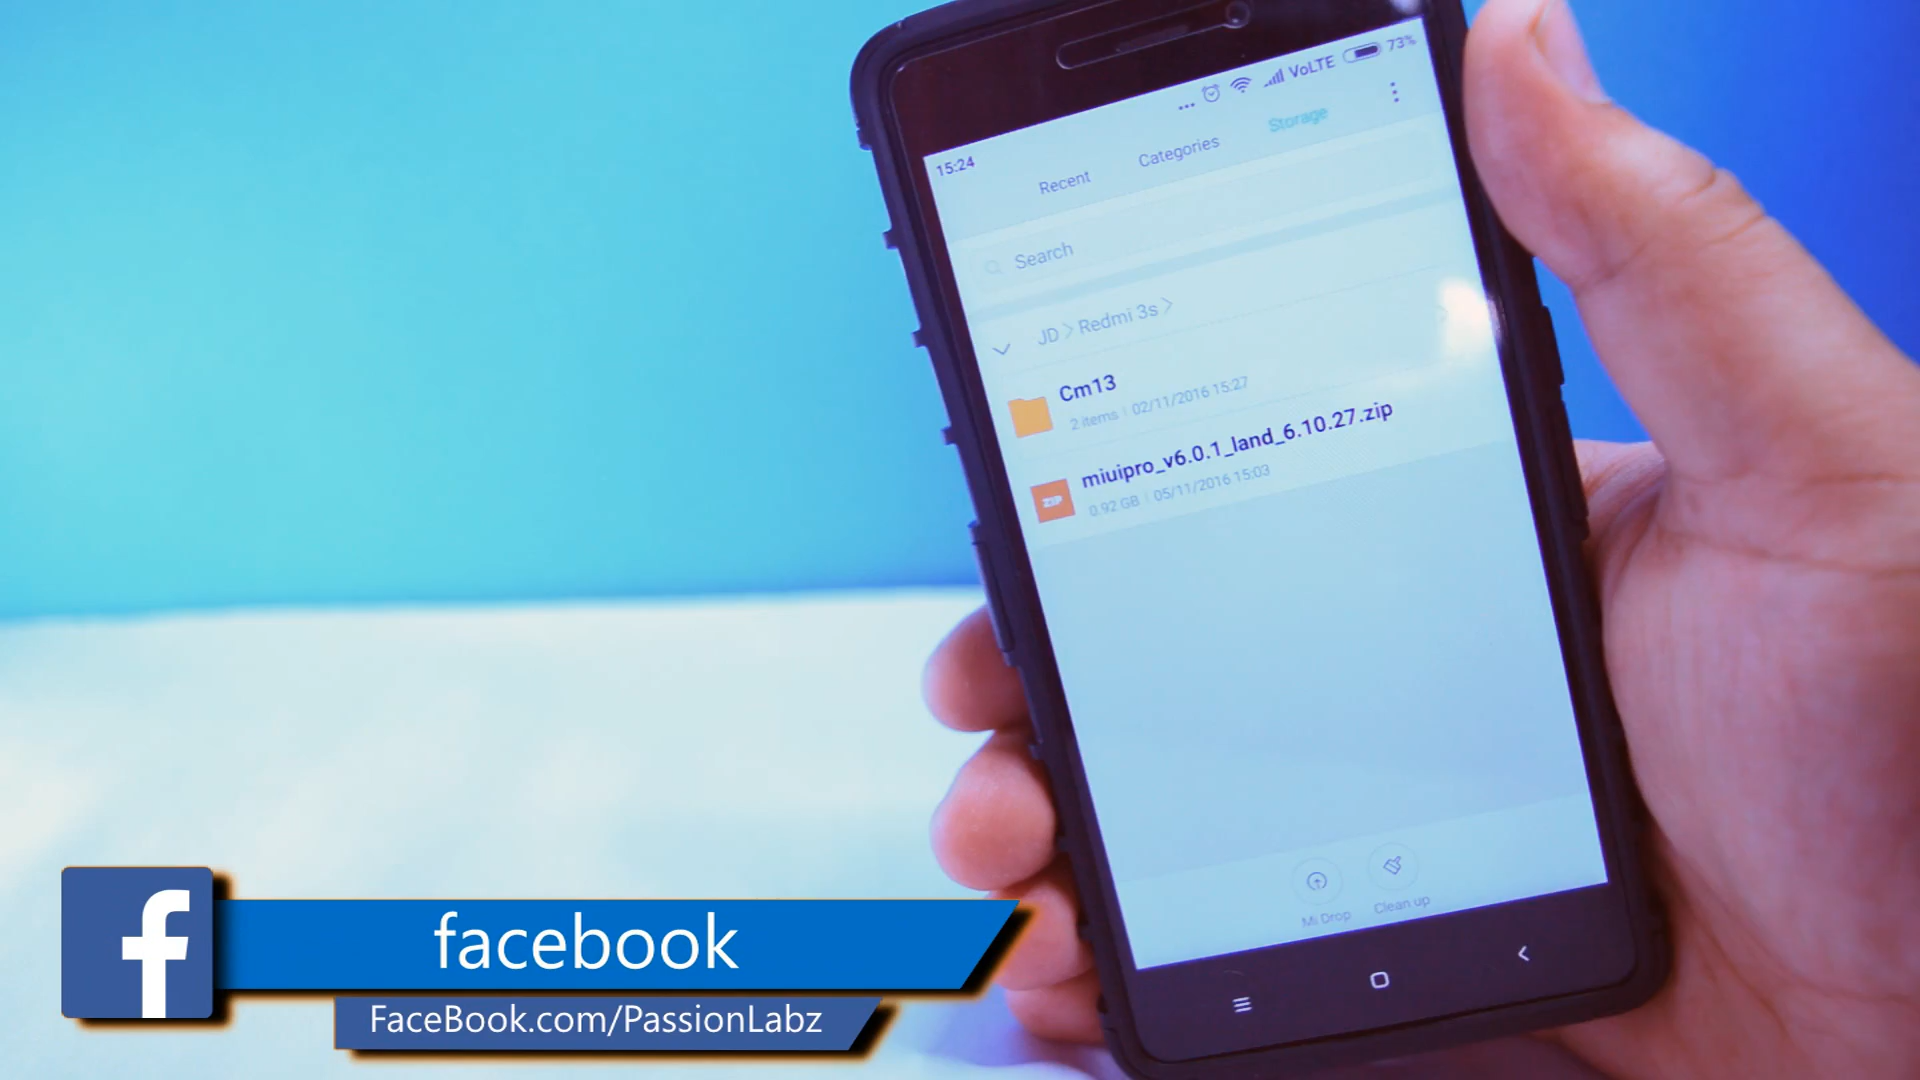 73%
VoLTE
15:24
Recent
Categories
Storage
Search
JD > Redmi 3s >
Cm13
2 items | 02/11/2016 15:27
miuipro_v6.0.1_land_6.10.27.zip
ZIP
0.92 GB | 05/11/2016 15:03
Mi Drop
Clean up
f
facebook
FaceBook.com/PassionLabz